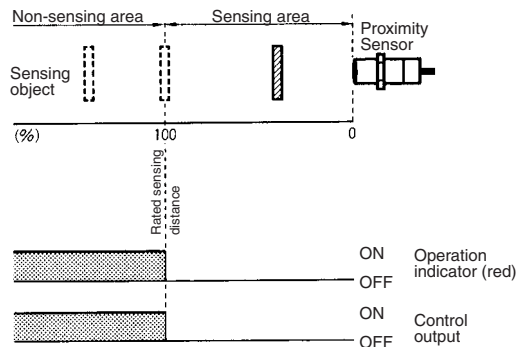 Non-sensing area
Sensing area
Proximity
Sensor
Sensing
object
(%)
100
0
Rated sensing
distance
ON
OFF
Operation
indicator (red)
ON
OFF
Control
output